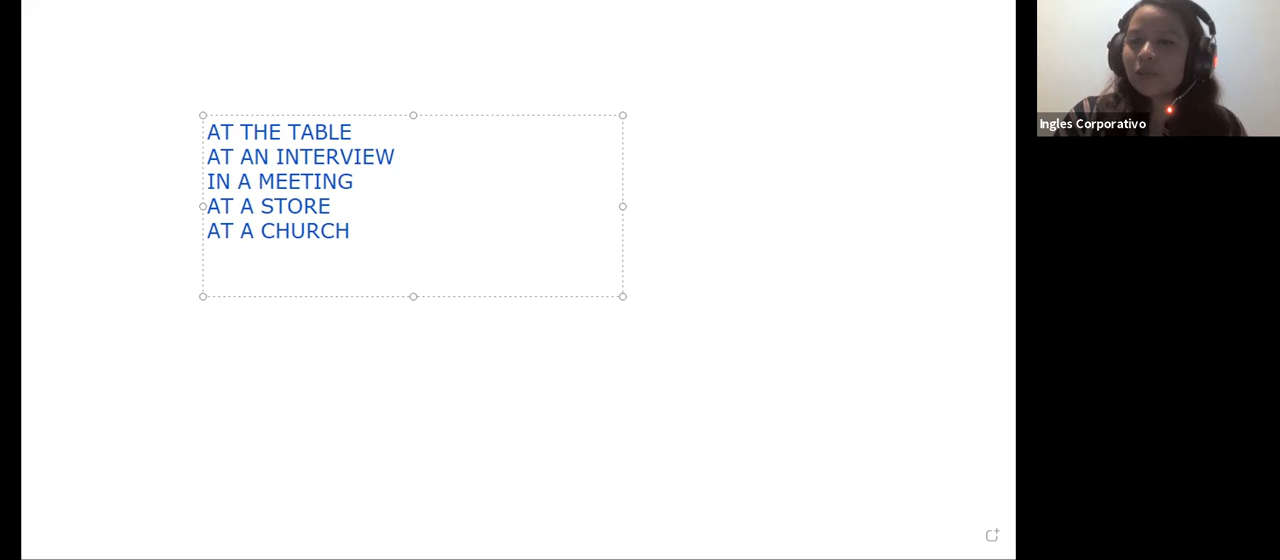 AT THE TABLE
AT AN INTERVIEW
IN A MEETING
AT A STORE
AT A CHURCH
Ingles Corporativo